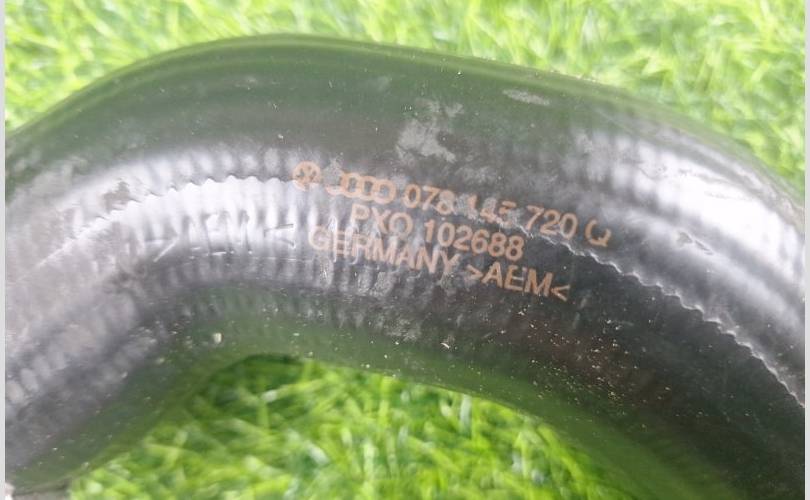 078 145 720 Q
PXO 102688
GERMANY >AEM<